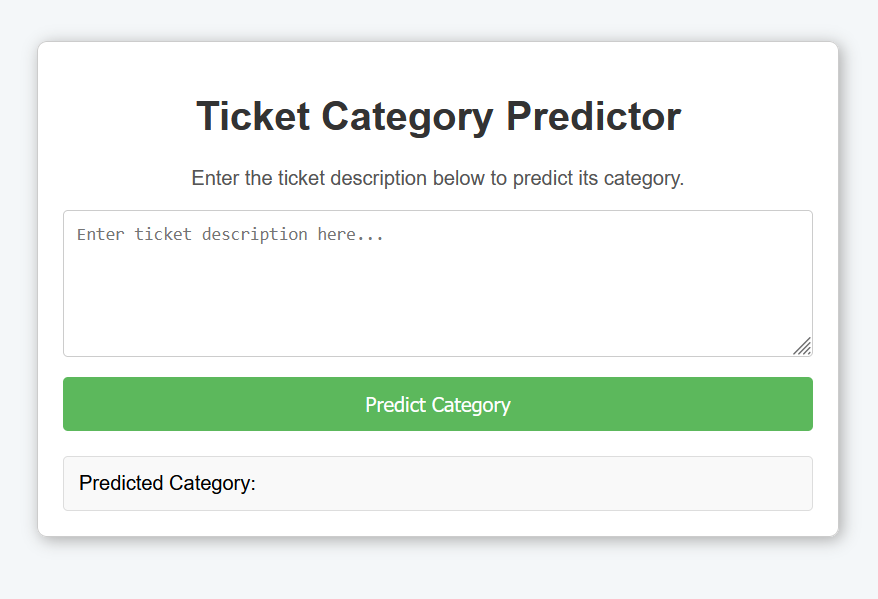 Ticket Category Predictor
Enter the ticket description below to predict its category.
Enter ticket description here...
Predict Category
Predicted Category: